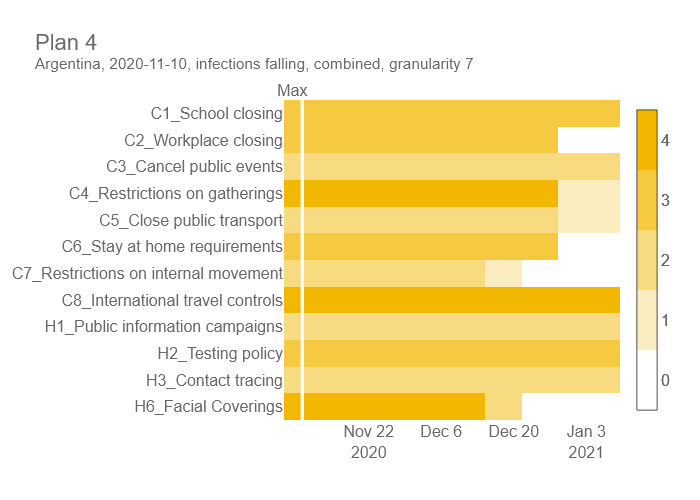 Plan 4
Argentina, 2020-11-10, infections falling, combined, granularity 7
Max
C1_School closing
C2_Workplace closing
C3_Cancel public events
C4_Restrictions on gatherings
C5_Close public transport
C6_Stay at home requirements
C7_Restrictions on internal movement
C8_International travel controls
H1_Public information campaigns
H2_Testing policy
H3_Contact tracing
H6_Facial Coverings
4
3
2
1
0
Nov 22 Dec 6 Dec 20 Jan 3
2020 2021